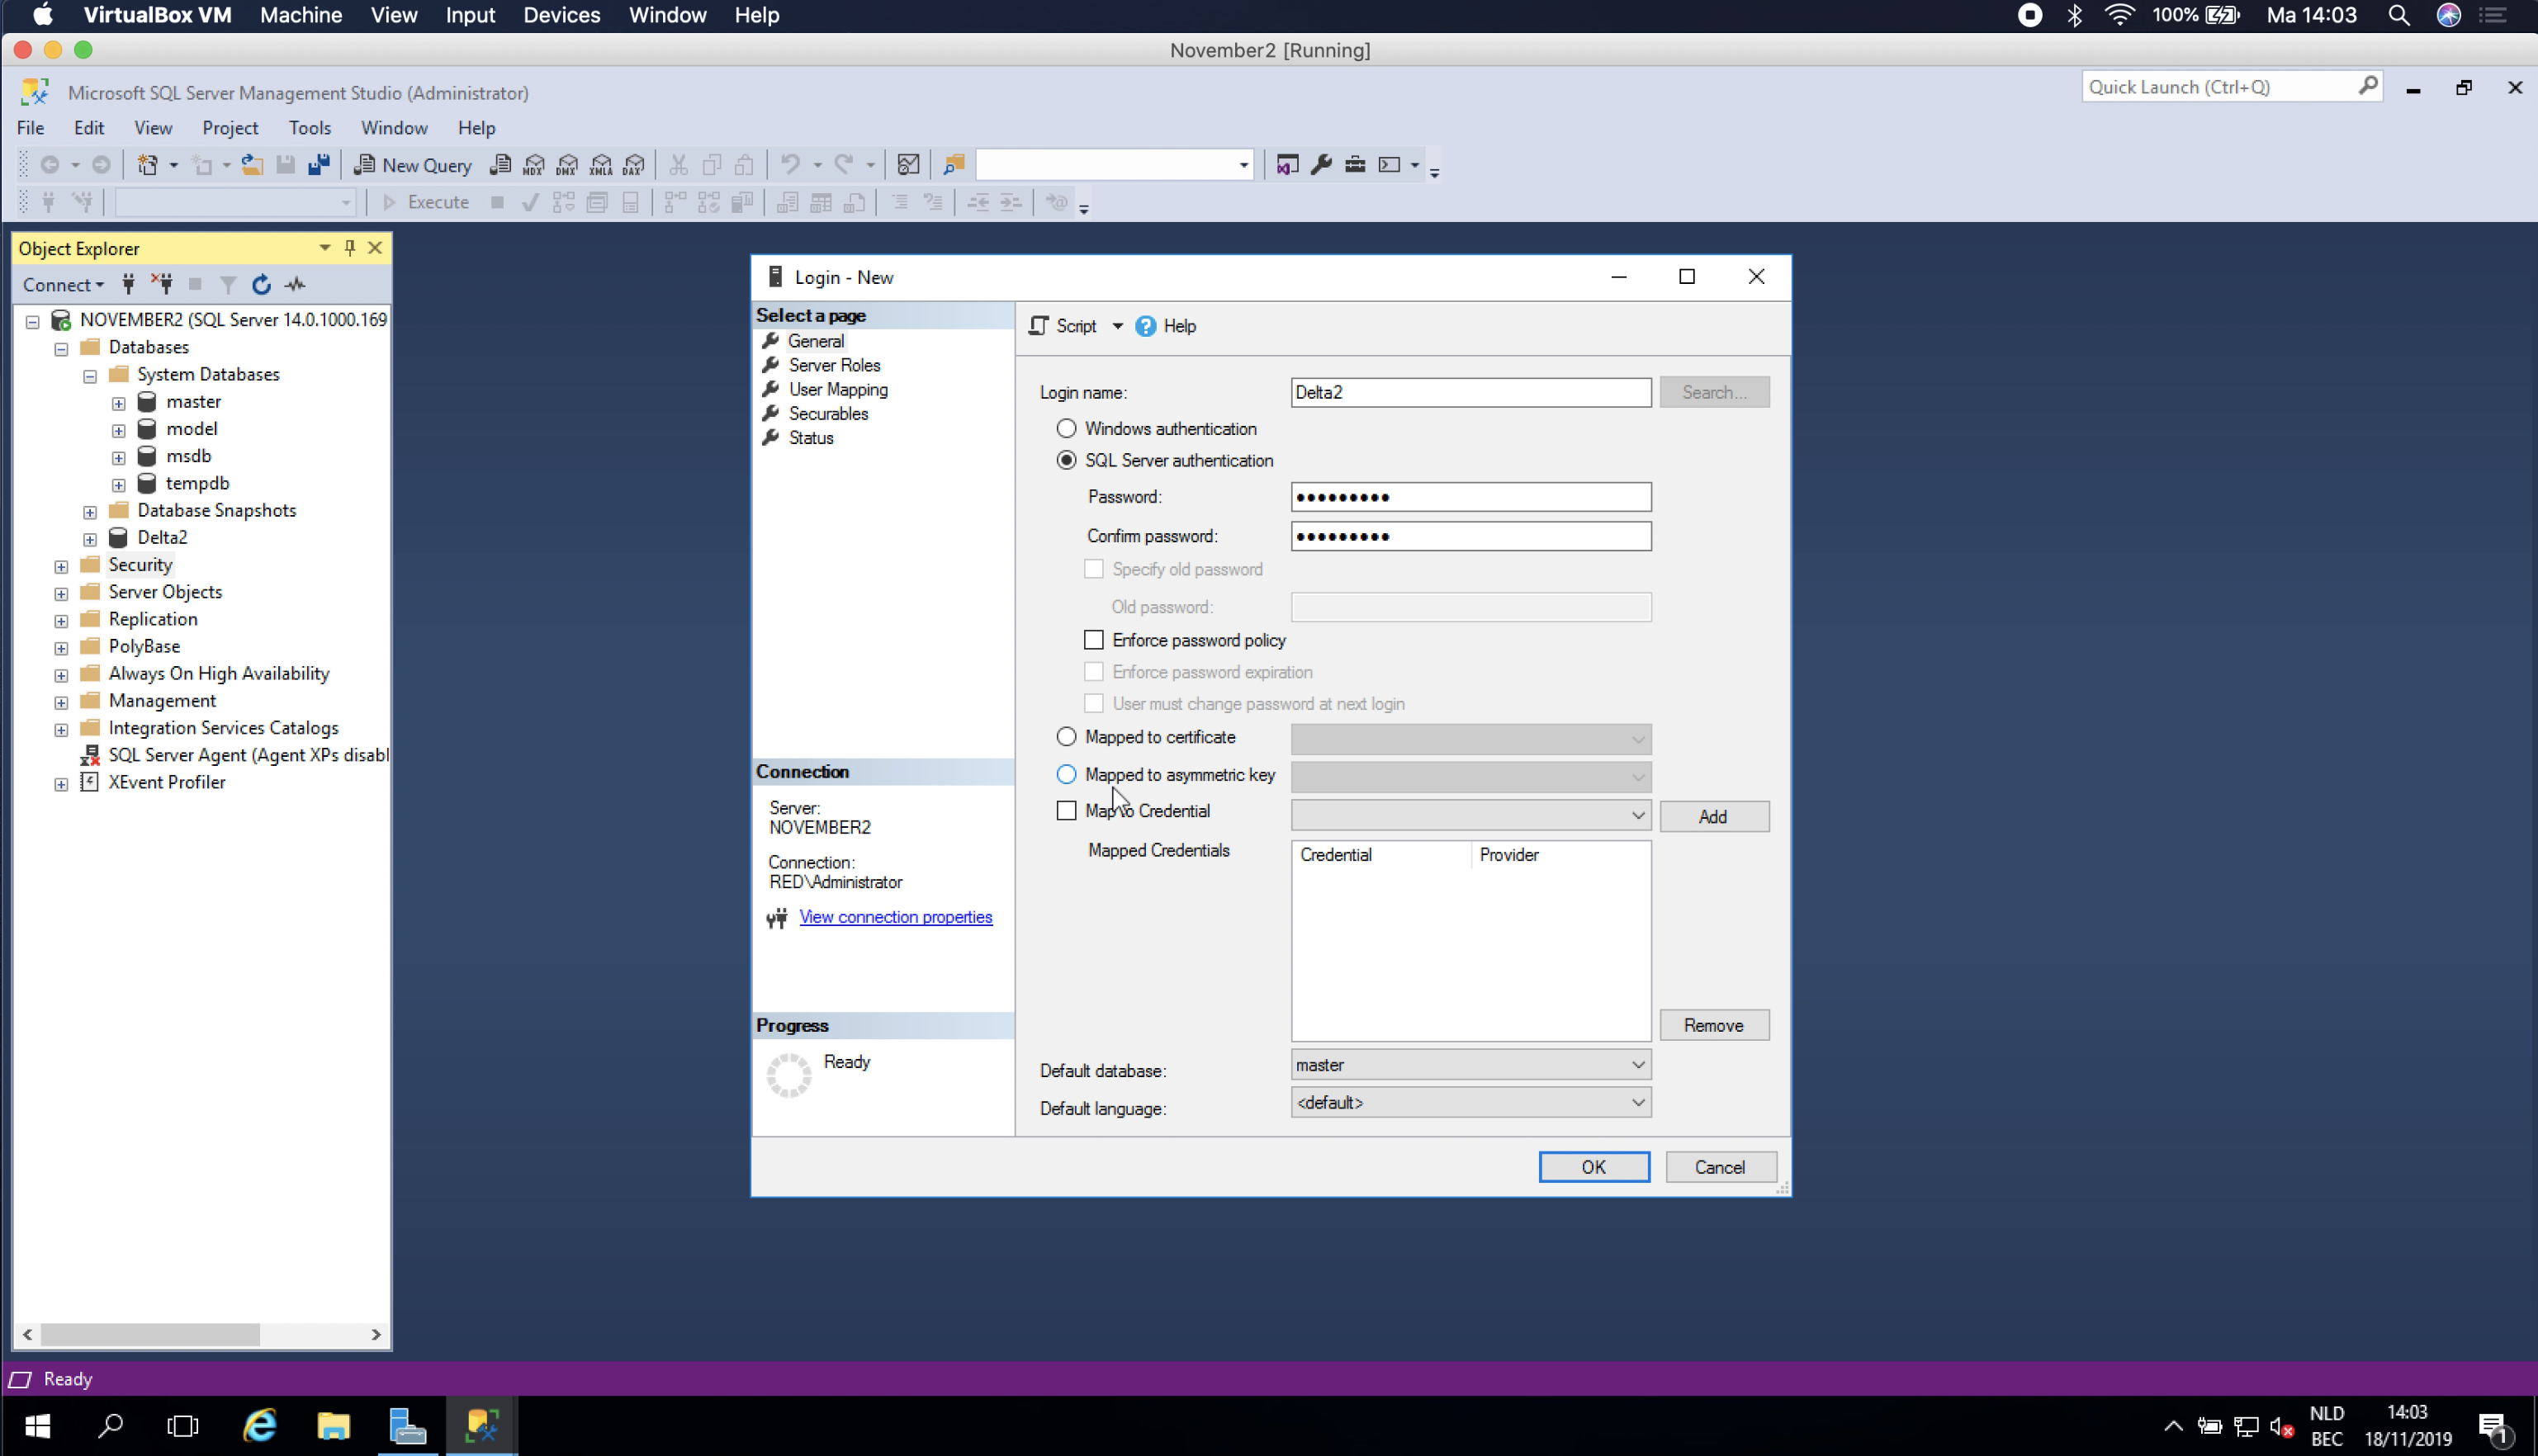 VirtualBox VM Machine View Input Devices Window Help 100% Ma 14:03
November2 [Running]
Microsoft SQL Server Management Studio (Administrator) Quick Launch (Ctrl+Q)
File Edit View Project Tools Window Help
New Query MDX DMX XMLA DAX
Execute
Object Explorer
Connect
NOVEMBER2 (SQL Server 14.0.1000.169
Databases
System Databases
master
model
msdb
tempdb
Database Snapshots
Delta2
Security
Server Objects
Replication
PolyBase
Always On High Availability
Management
Integration Services Catalogs
SQL Server Agent (Agent XPs disabl
XEvent Profiler
Login - New
Select a page
General
Server Roles
User Mapping
Securables
Status
Connection
Server:
NOVEMBER2
Connection:
RED\Administrator
View connection properties
Progress
Ready
Script Help
Login name: Delta2 Search...
Windows authentication
SQL Server authentication
Password: •••••••••
Confirm password: •••••••••
Specify old password
Old password:
Enforce password policy
Enforce password expiration
User must change password at next login
Mapped to certificate
Mapped to asymmetric key
Map to Credential Add
Mapped Credentials Credential Provider
Remove
Default database: master
Default language: <default>
OK Cancel
Ready
NLD 14:03
BEC 18/11/2019 1